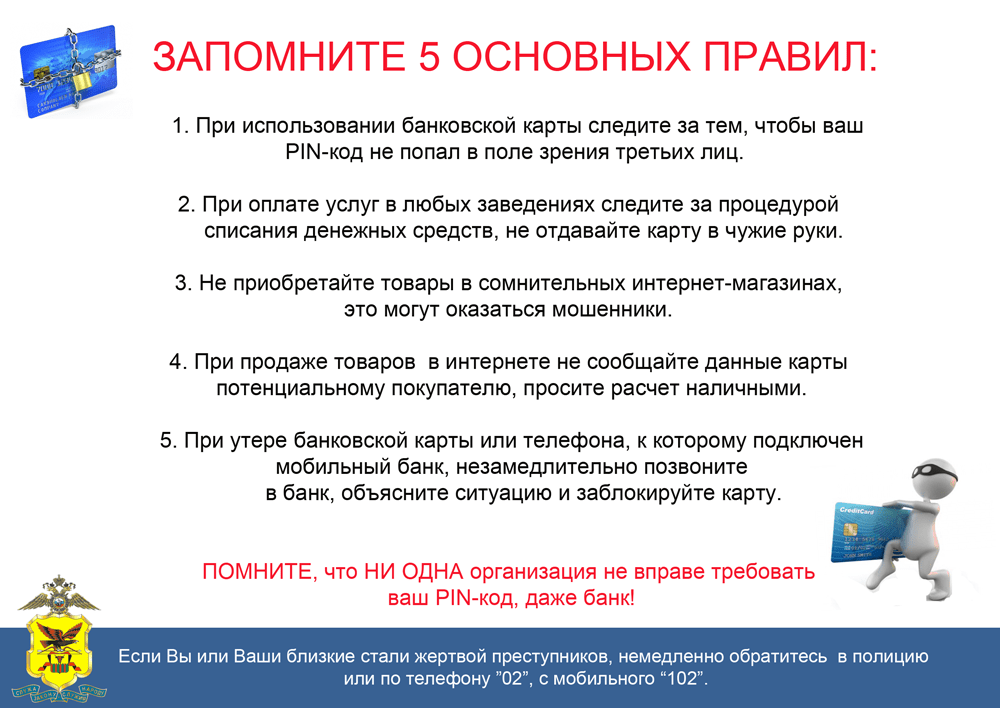 ЗАПОМНИТЕ 5 ОСНОВНЫХ ПРАВИЛ:
1. При использовании банковской карты следите за тем, чтобы ваш
PIN-код не попал в поле зрения третьих лиц.
2. При оплате услуг в любых заведениях следите за процедурой
списания денежных средств, не отдавайте карту в чужие руки.
3. Не приобретайте товары в сомнительных интернет-магазинах,
это могут оказаться мошенники.
4. При продаже товаров  в интернете не сообщайте данные карты
потенциальному покупателю, просите расчет наличными.
5. При утере банковской карты или телефона, к которому подключен
мобильный банк, незамедлительно позвоните
в банк, объясните ситуацию и заблокируйте карту.
CreditCard
ПОМНИТЕ, что НИ ОДНА организация не вправе требовать
ваш PIN-код, даже банк!
Если Вы или Ваши близкие стали жертвой преступников, немедленно обратитесь  в полицию
или по телефону ”02”, с мобильного “102”.